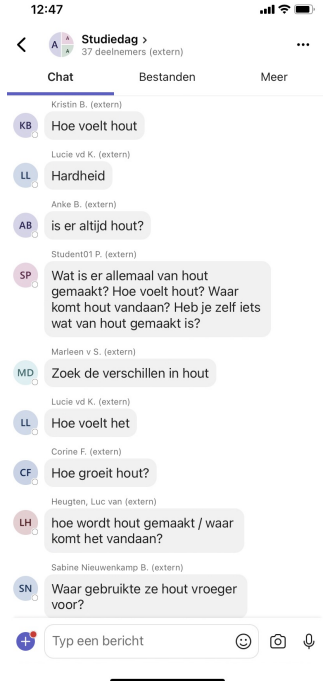 12:47
Studiedag >
A
A
A
37 deelnemers (extern)
Chat
Bestanden
Meer
Kristin B. (extern)
KB
Hoe voelt hout
Lucie vd K. (extern)
LL
Hardheid
Anke B. (extern)
AB
is er altijd hout?
Student01 P. (extern)
SP
Wat is er allemaal van hout
gemaakt? Hoe voelt hout? Waar
komt hout vandaan? Heb je zelf iets
wat van hout gemaakt is?
Marleen v S. (extern)
MD
Zoek de verschillen in hout
Lucie vd K. (extern)
LL
Hoe voelt het
Corine F. (extern)
CF
Hoe groeit hout?
Heugten, Luc van (extern)
LH
hoe wordt hout gemaakt / waar
komt het vandaan?
Sabine Nieuwenkamp B. (extern)
SN
Waar gebruikte ze hout vroeger
voor?
Typ een bericht